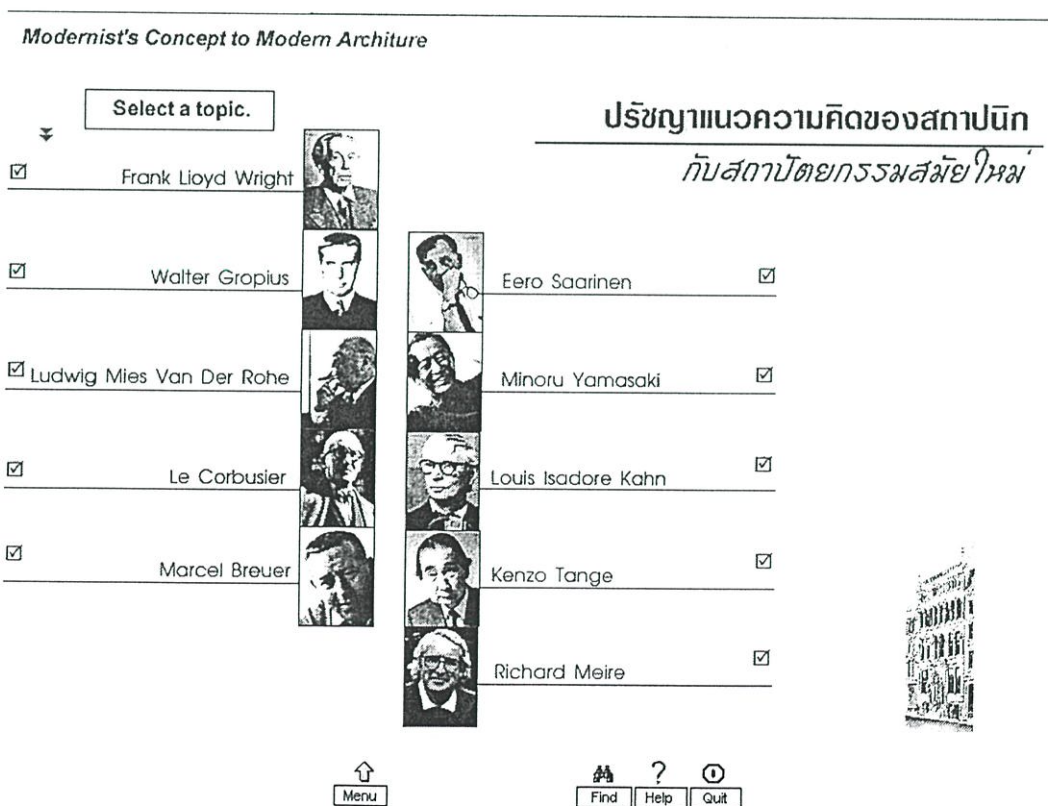 Modernist's Concept to Modern Architure
Select a topic.
ปรัชญาแนวความคิดของสถาปนิก
กับสถาปัตยกรรมสมัยใหม่
Frank Lioyd Wright
Walter Gropius
Ludwig Mies Van Der Rohe
Le Corbusier
Marcel Breuer
Eero Saarinen
Minoru Yamasaki
Louis Isadore Kahn
Kenzo Tange
Richard Meire
Menu
Find
Help
Quit